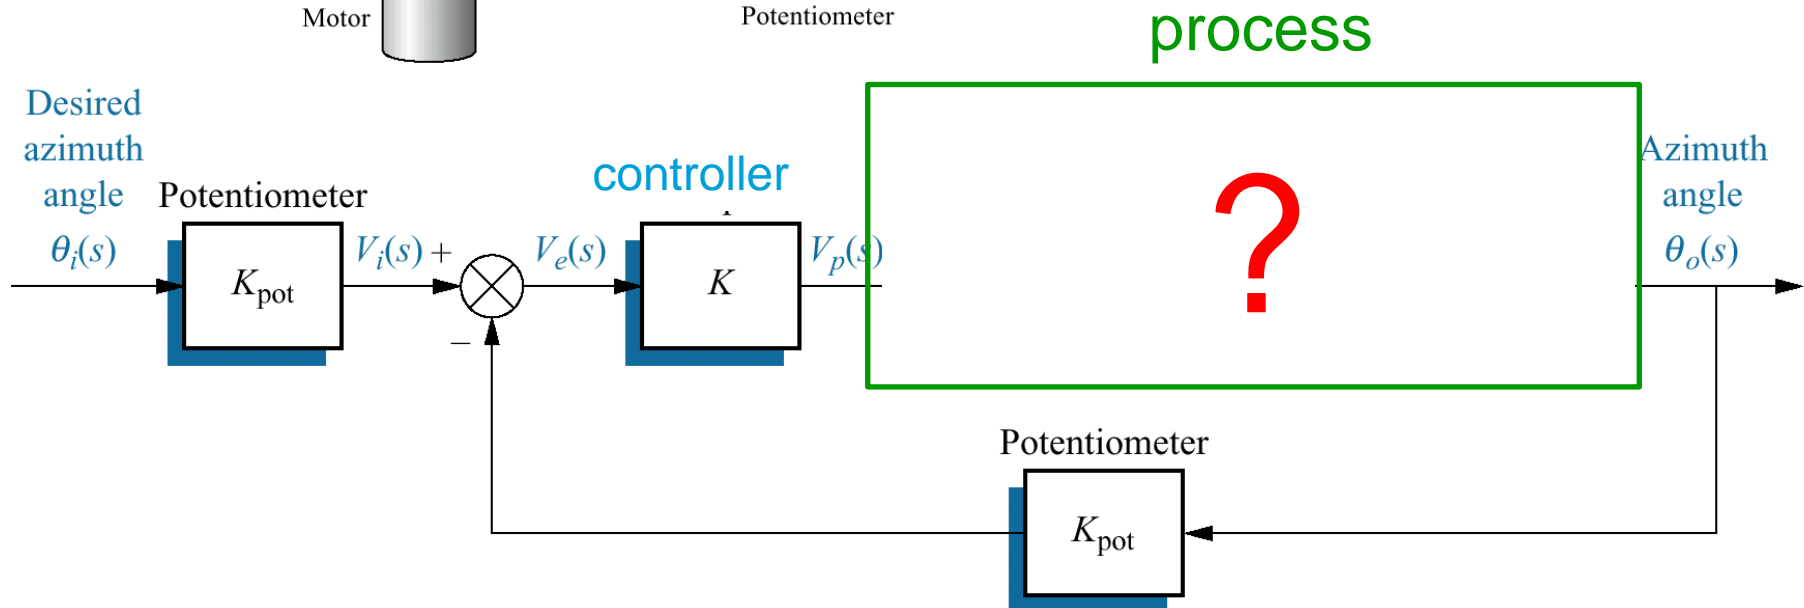 Motor
Potentiometer
process
Desired
azimuth
angle
θi(s)
Potentiometer
Kpot
Vi(s) +
−
Ve(s)
controller
K
Vp(s)
?
Azimuth
angle
θo(s)
Potentiometer
Kpot